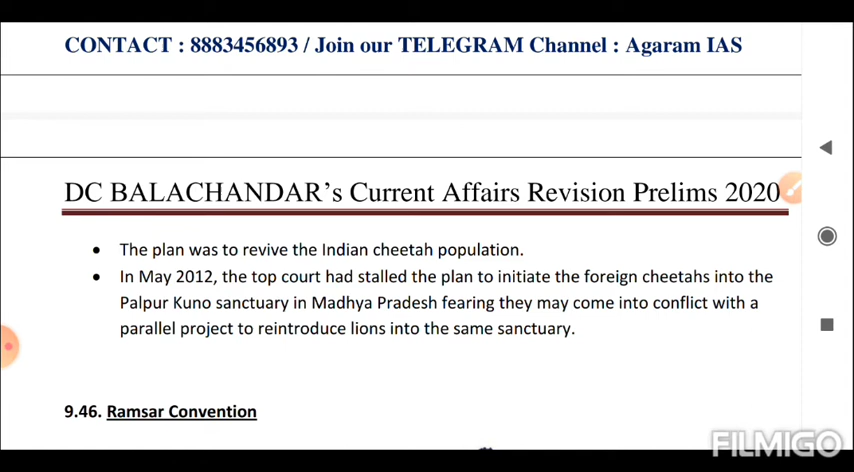 CONTACT : 8883456893 / Join our TELEGRAM Channel : Agaram IAS
DC BALACHANDAR’s Current Affairs Revision Prelims 2020
• The plan was to revive the Indian cheetah population.
• In May 2012, the top court had stalled the plan to initiate the foreign cheetahs into the
Palpur Kuno sanctuary in Madhya Pradesh fearing they may come into conflict with a
parallel project to reintroduce lions into the same sanctuary.
9.46. Ramsar Convention
FILMIGO